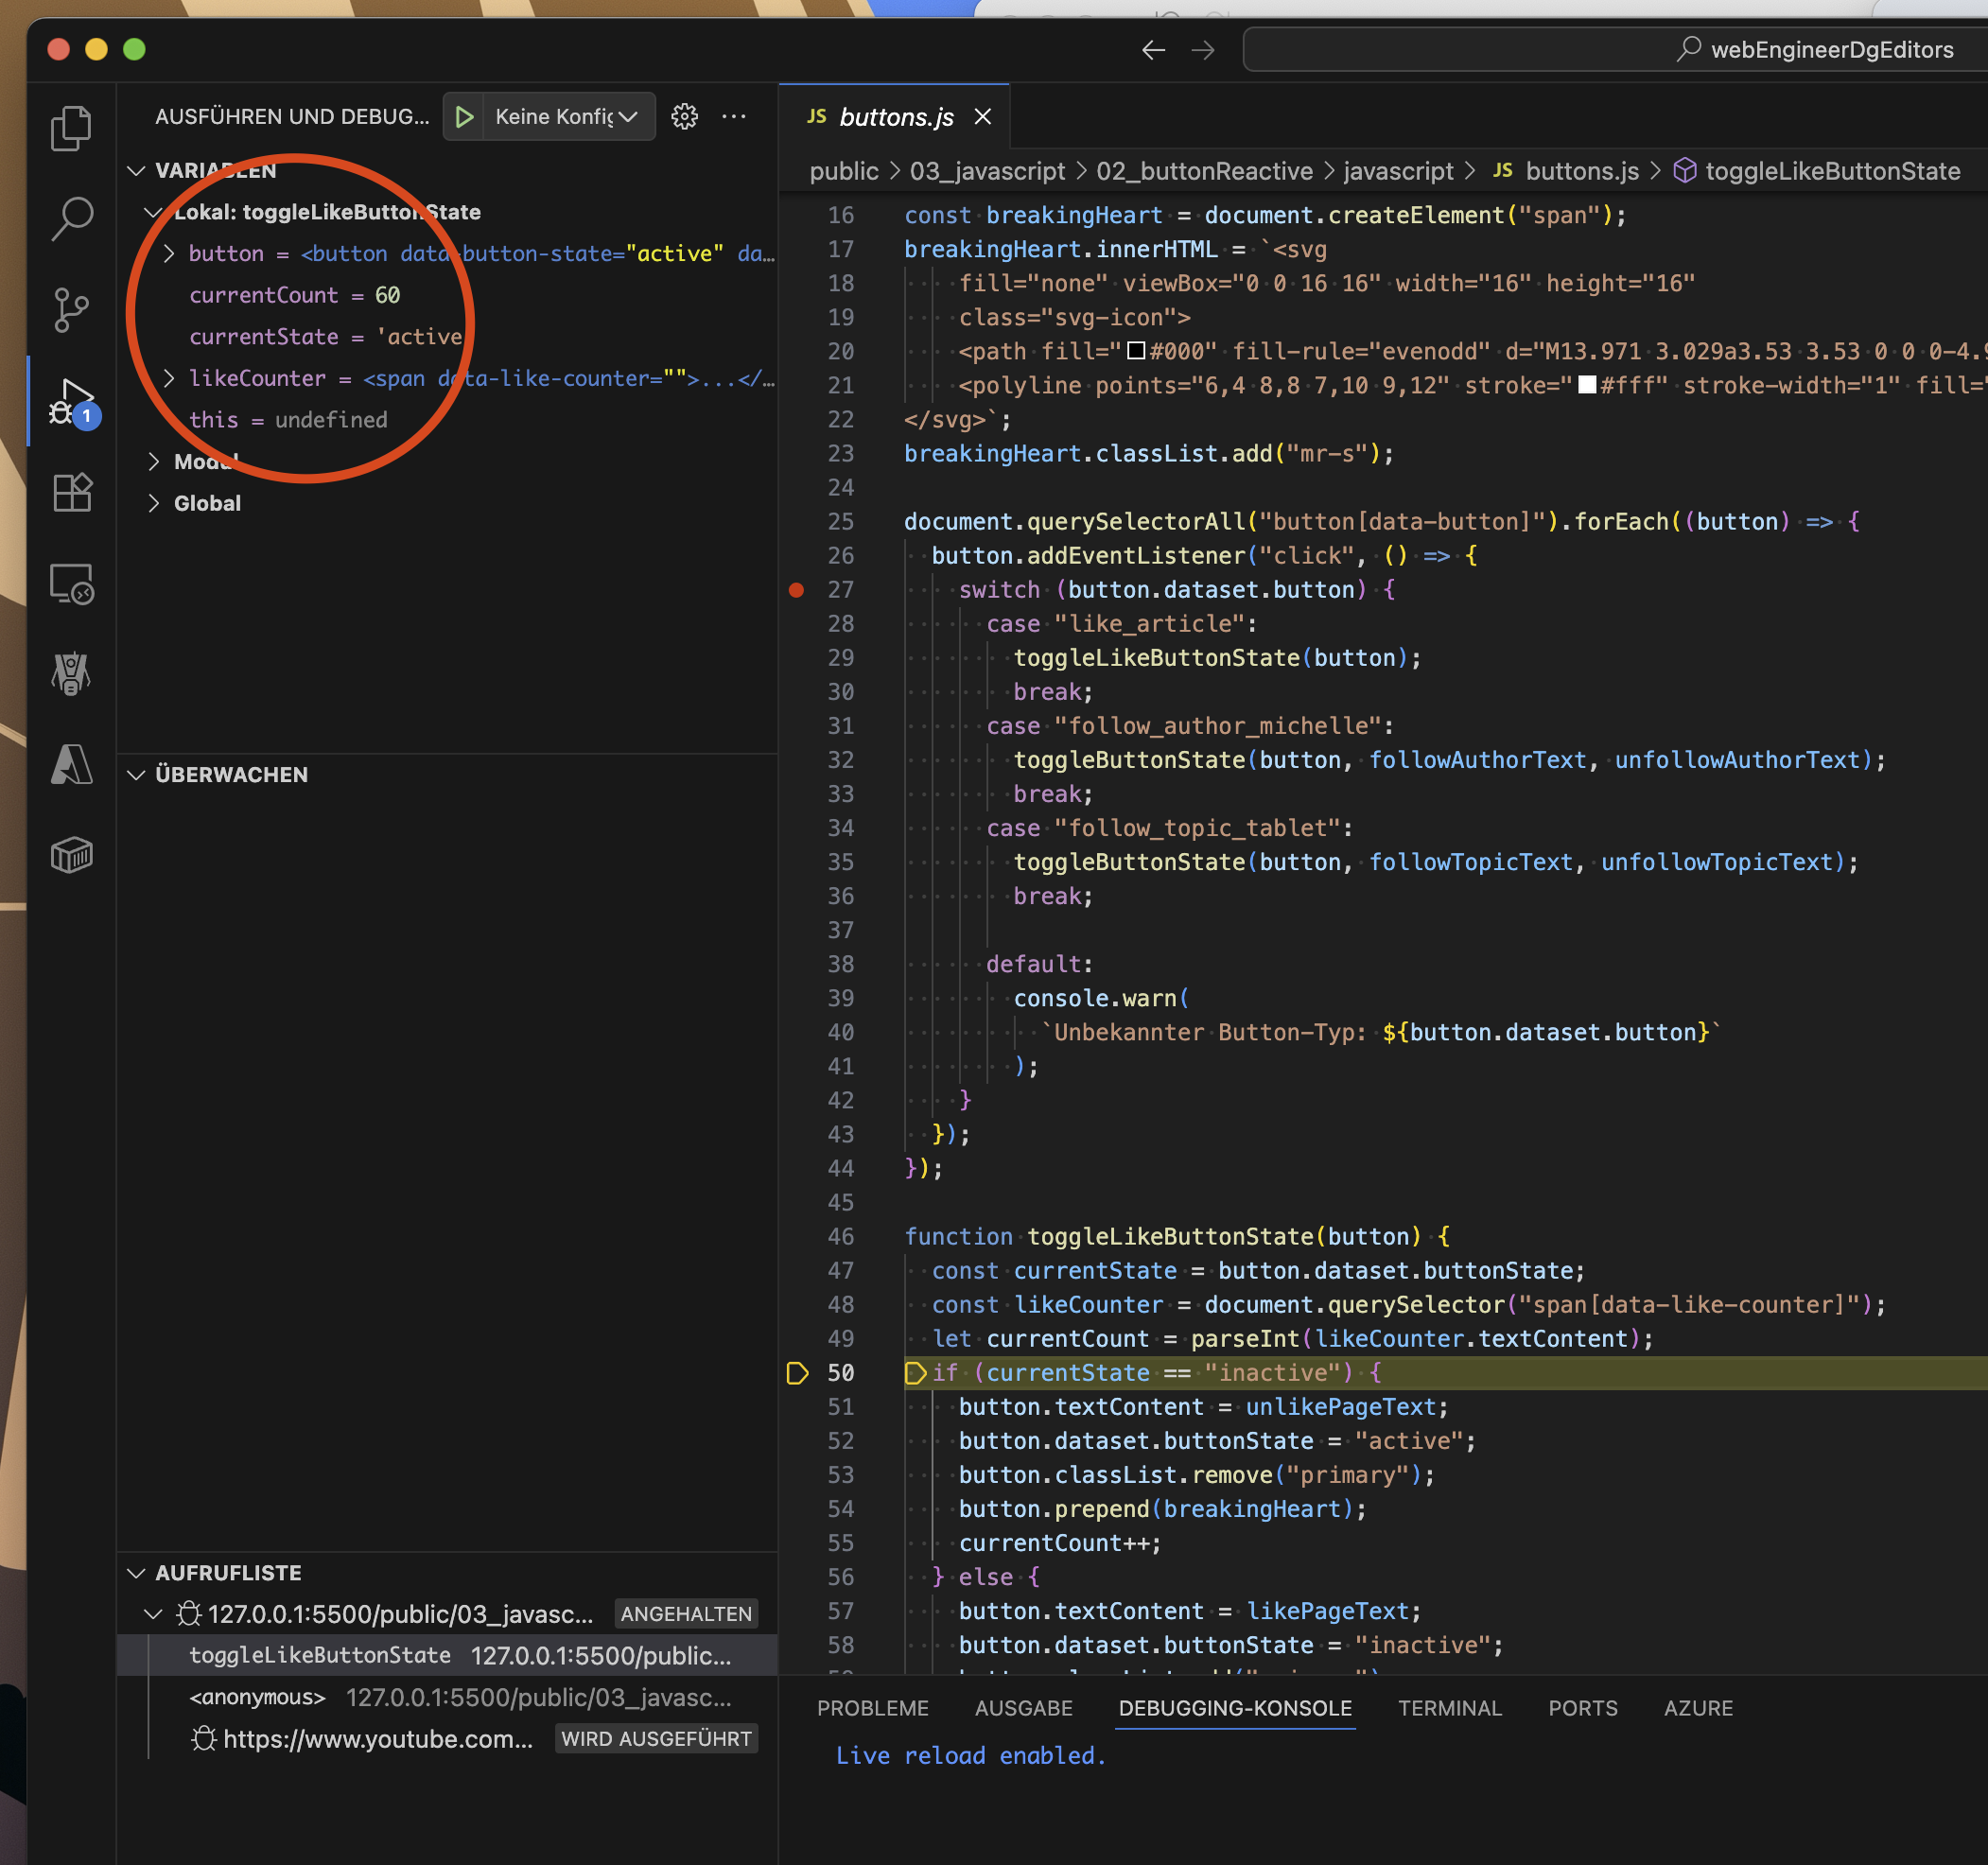 webEngineerDgEditors
AUSFÜHREN UND DEBUG...
Keine Konfig
JS buttons.js
public > 03_javascript > 02_buttonReactive > javascript > JS buttons.js > toggleLikeButtonState
VARIABLEN
Lokal: toggleLikeButtonState
button = <button data-button-state="active" da...
currentCount = 60
currentState = 'active
likeCounter = <span data-like-counter="">...</...
this = undefined
Modul
Global
1
ÜBERWACHEN
AUFRUFLISTE
127.0.0.1:5500/public/03_javasc... ANGEHALTEN
toggleLikeButtonState 127.0.0.1:5500/public...
<anonymous> 127.0.0.1:5500/public/03_javasc...
https://www.youtube.com... WIRD AUSGEFÜHRT
16 const breakingHeart = document.createElement("span");
17 breakingHeart.innerHTML = `<svg
18 fill="none" viewBox="0 0 16 16" width="16" height="16"
19 class="svg-icon">
20 <path fill="#000" fill-rule="evenodd" d="M13.971 3.029a3.53 3.53 0 0 0-4.9
21 <polyline points="6,4 8,8 7,10 9,12" stroke="#fff" stroke-width="1" fill=
22 </svg>`;
23 breakingHeart.classList.add("mr-s");
24
25 document.querySelectorAll("button[data-button]").forEach((button) => {
26 button.addEventListener("click", () => {
27 switch (button.dataset.button) {
28 case "like_article":
29 toggleLikeButtonState(button);
30 break;
31 case "follow_author_michelle":
32 toggleButtonState(button, followAuthorText, unfollowAuthorText);
33 break;
34 case "follow_topic_tablet":
35 toggleButtonState(button, followTopicText, unfollowTopicText);
36 break;
37
38 default:
39 console.warn(
40 `Unbekannter Button-Typ: ${button.dataset.button}`
41 );
42 }
43 });
44 });
45
46 function toggleLikeButtonState(button) {
47 const currentState = button.dataset.buttonState;
48 const likeCounter = document.querySelector("span[data-like-counter]");
49 let currentCount = parseInt(likeCounter.textContent);
50 if (currentState == "inactive") {
51 button.textContent = unlikePageText;
52 button.dataset.buttonState = "active";
53 button.classList.remove("primary");
54 button.prepend(breakingHeart);
55 currentCount++;
56 } else {
57 button.textContent = likePageText;
58 button.dataset.buttonState = "inactive";
PROBLEME AUSGABE DEBUGGING-KONSOLE TERMINAL PORTS AZURE
Live reload enabled.